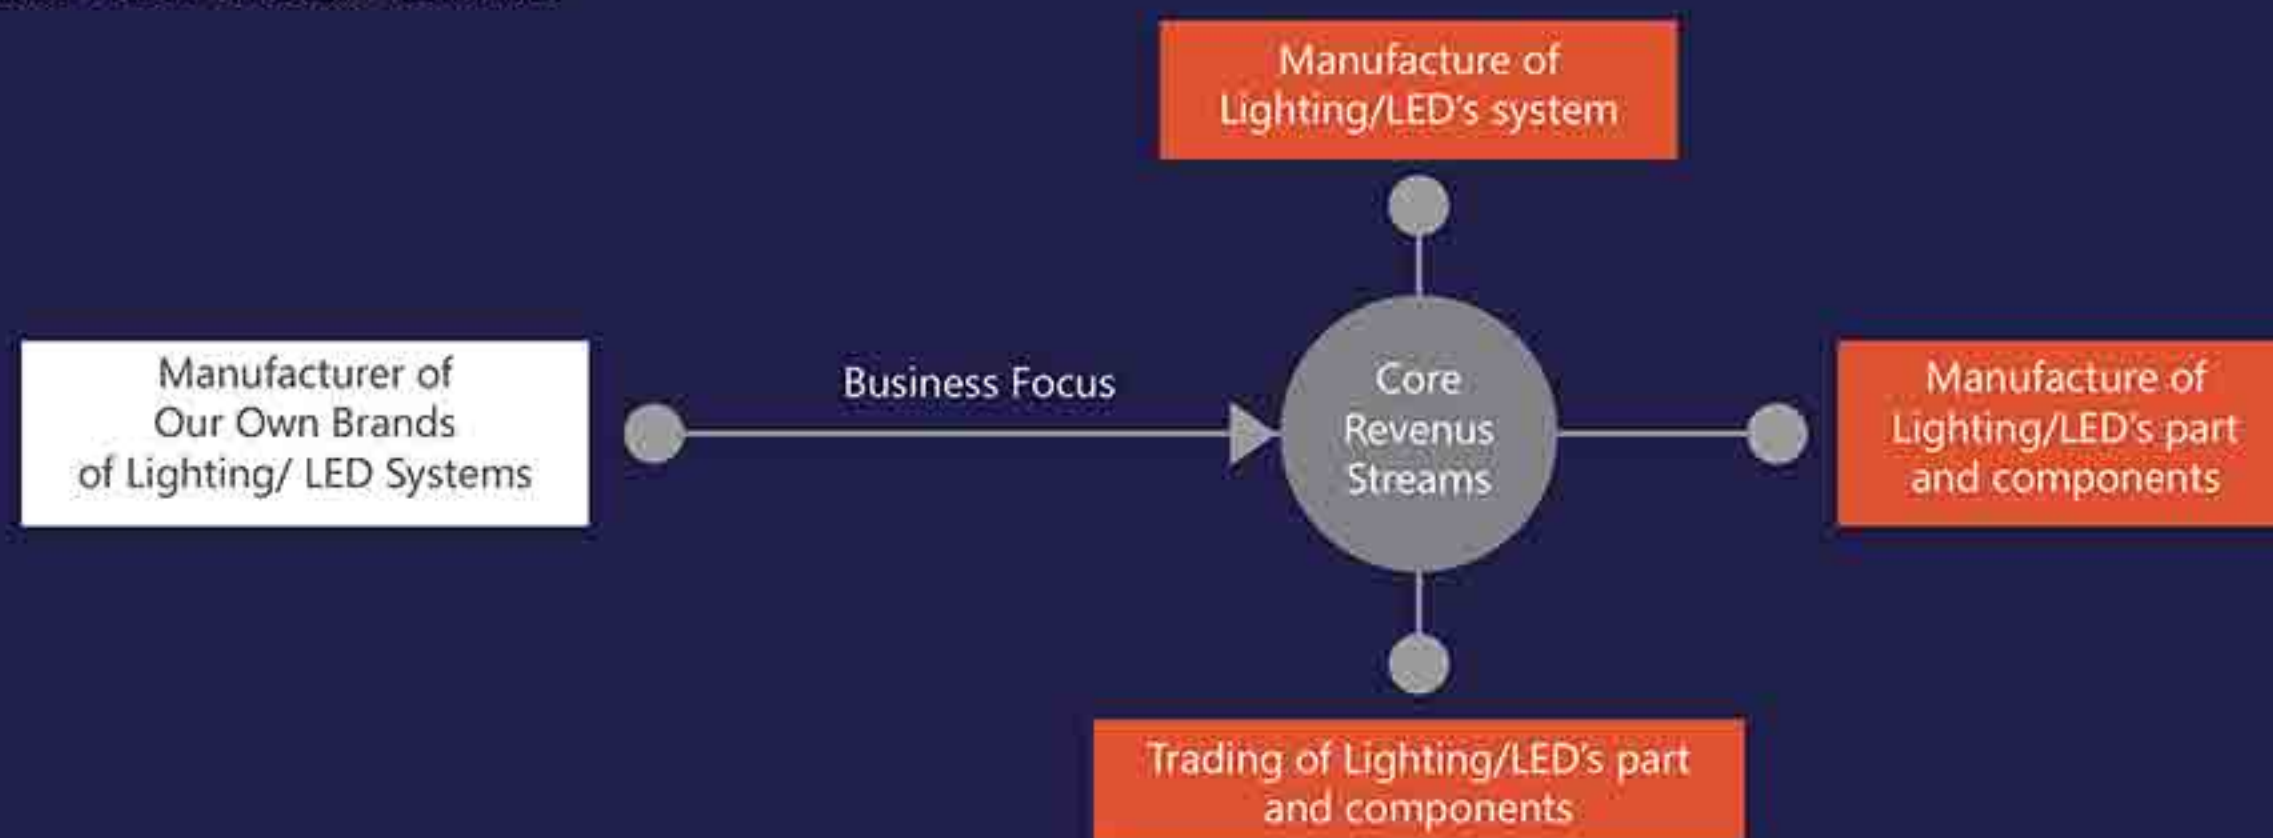 Manufacture of
Lighting/LED's system
Manufacturer of
Our Own Brands
of Lighting/ LED Systems
Business Focus
Core
Revenus
Streams
Manufacture of
Lighting/LED's part
and components
Trading of Lighting/LED's part
and components